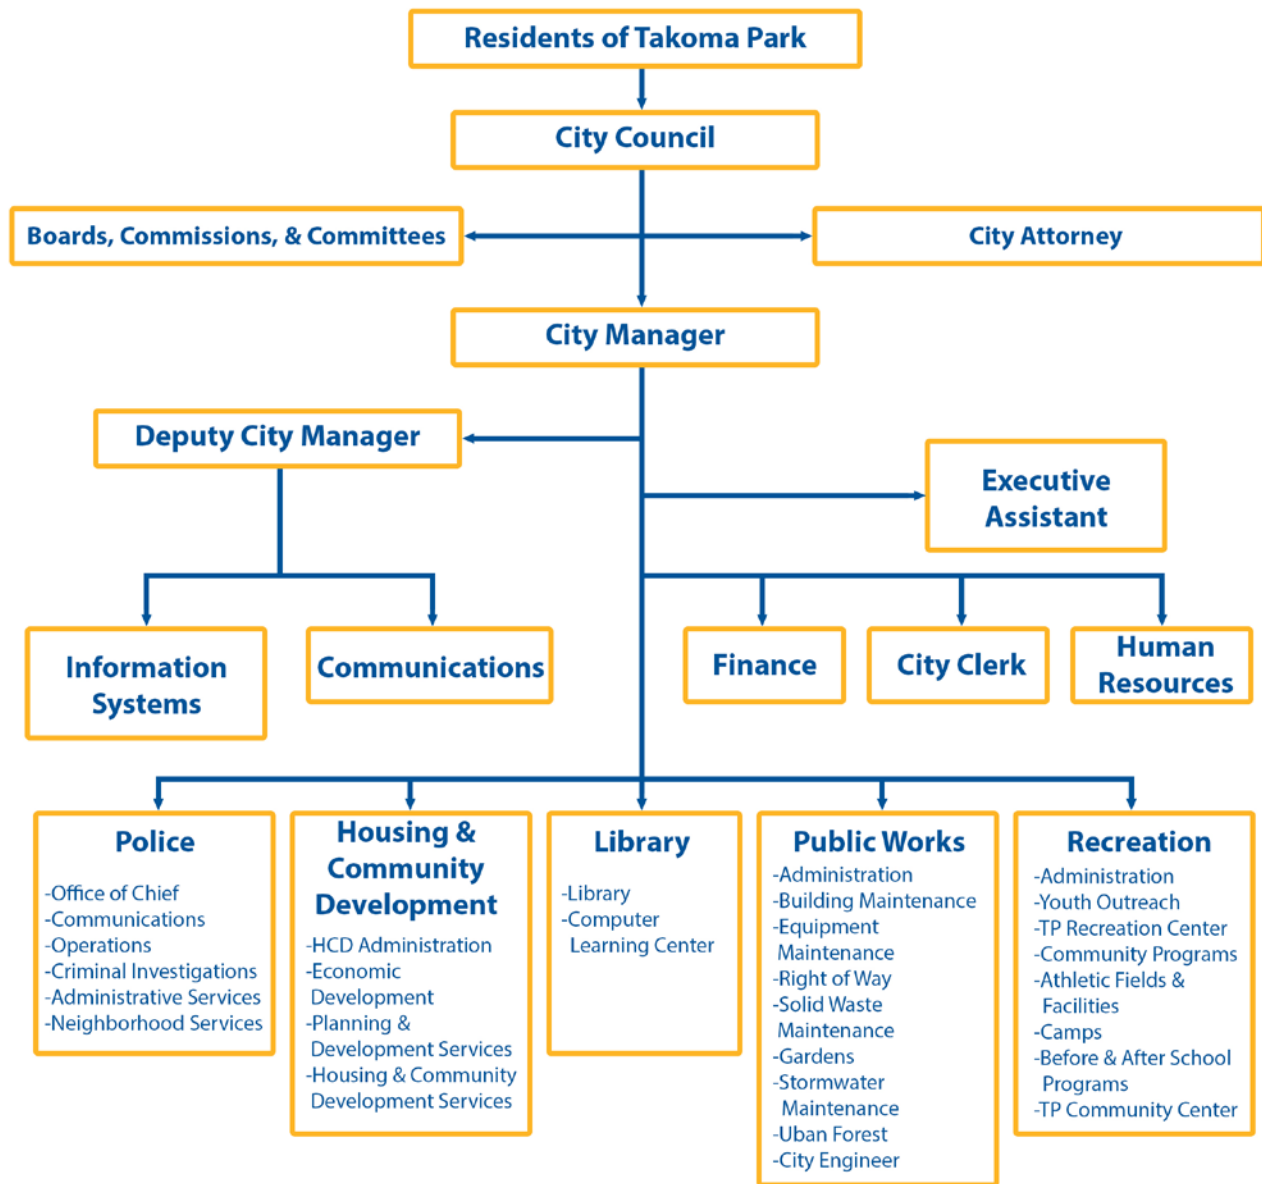 Residents of Takoma Park
City Council
Boards, Commissions, & Committees
City Attorney
City Manager
Deputy City Manager
Executive
Assistant
Information
Systems
Communications
Finance
City Clerk
Human
Resources
Police
-Office of Chief
-Communications
-Operations
-Criminal Investigations
-Administrative Services
-Neighborhood Services
Housing &
Community
Development
-HCD Administration
-Economic
Development
-Planning &
Development Services
-Housing & Community
Development Services
Library
-Library
-Computer
Learning Center
Public Works
-Administration
-Building Maintenance
-Equipment
Maintenance
-Right of Way
-Solid Waste
Maintenance
-Gardens
-Stormwater
Maintenance
-Uban Forest
-City Engineer
Recreation
-Administration
-Youth Outreach
-TP Recreation Center
-Community Programs
-Athletic Fields &
Facilities
-Camps
-Before & After School
Programs
-TP Community Center